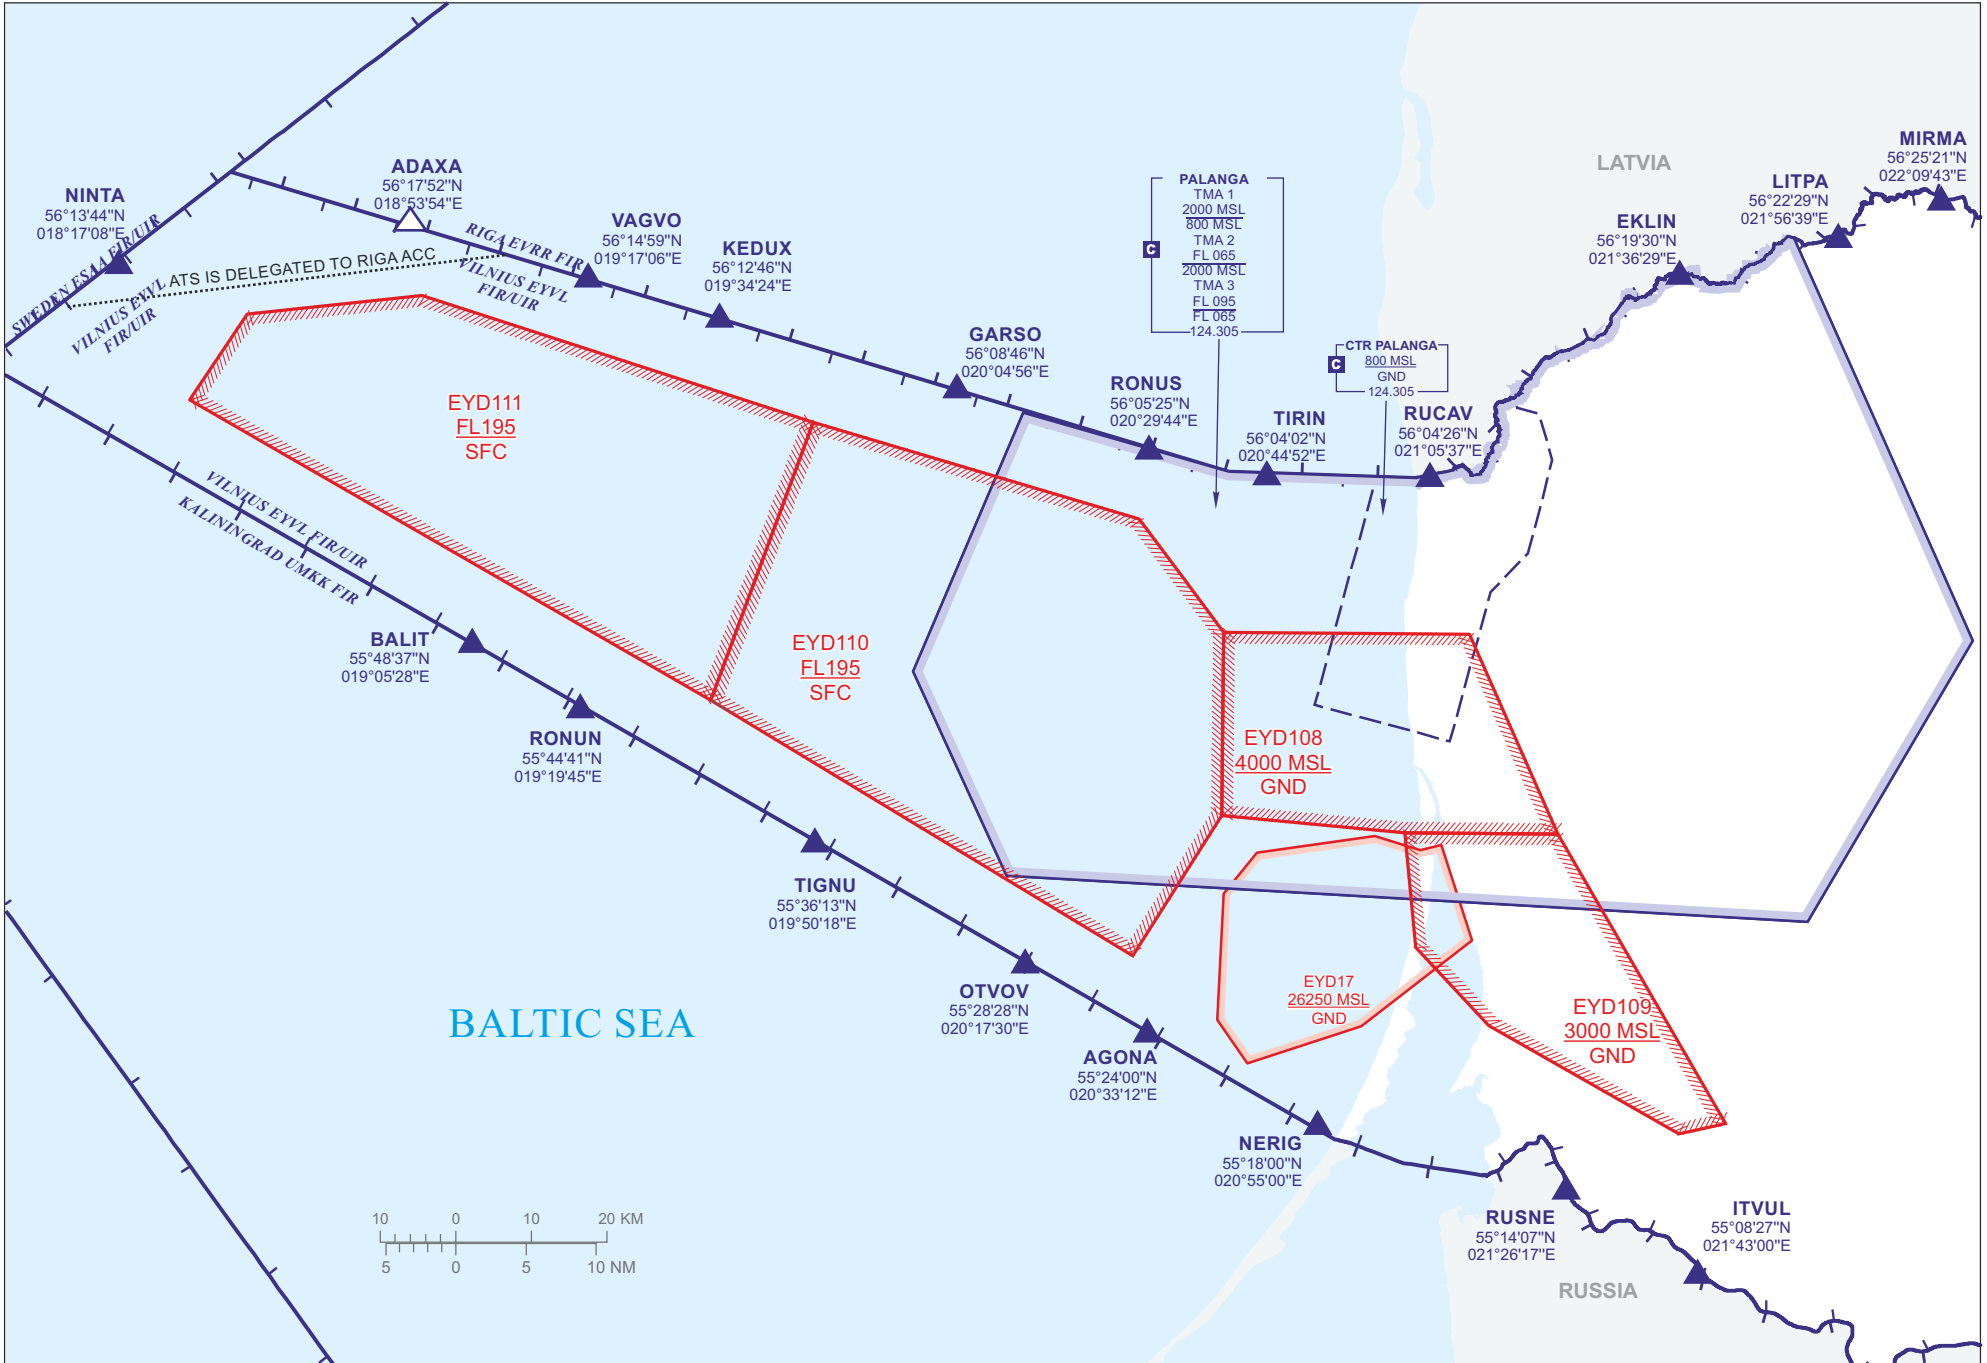 MIRMA
56°25'21"N
022°09'43"E
LATVIA
ADAXA
56°17'52"N
018°53'54"E
NINTA
56°13'44"N
018°17'08"E
LITPA
56°22'29"N
021°56'39"E
PALANGA
TMA 1
2000 MSL
800 MSL
TMA 2
FL 065
2000 MSL
TMA 3
FL 095
FL 065
124.305
C
VAGVO
56°14'59"N
019°17'06"E
EKLIN
56°19'30"N
021°36'29"E
KEDUX
56°12'46"N
019°34'24"E
RIGA EVRR FIR
VILNIUS EYVL
FIR/UIR
SWEDEN ESAA FIR/UIR
VILNIUS EYVL
FIR/UIR
ATS IS DELEGATED TO RIGA ACC
GARSO
56°08'46"N
020°04'56"E
CTR PALANGA
800 MSL
GND
124.305
C
RONUS
56°05'25"N
020°29'44"E
TIRIN
56°04'02"N
020°44'52"E
RUCAV
56°04'26"N
021°05'37"E
EYD111
FL195
SFC
VILNIUS EYVL FIR/UIR
KALININGRAD UMKK FIR
BALIT
55°48'37"N
019°05'28"E
EYD110
FL195
SFC
RONUN
55°44'41"N
019°19'45"E
EYD108
4000 MSL
GND
TIGNU
55°36'13"N
019°50'18"E
OTVOV
55°28'28"N
020°17'30"E
EYD17
26250 MSL
GND
EYD109
3000 MSL
GND
BALTIC SEA
AGONA
55°24'00"N
020°33'12"E
NERIG
55°18'00"N
020°55'00"E
RUSNE
55°14'07"N
021°26'17"E
ITVUL
55°08'27"N
021°43'00"E
RUSSIA
10 0 10 20 KM
5 0 5 10 NM